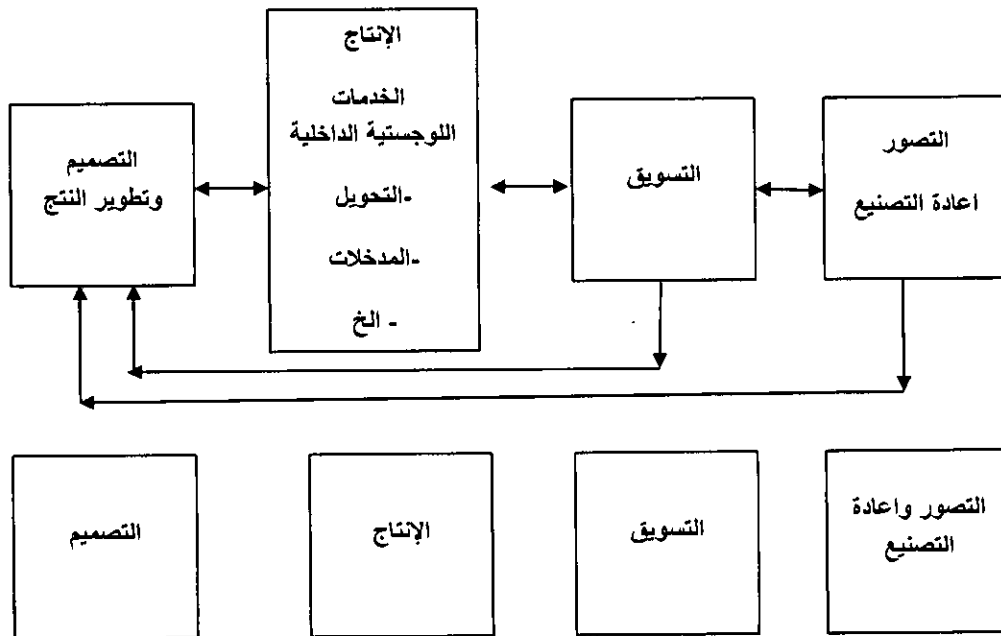 التصميم
وتطوير النتج
الإنتاج
الخدمات
اللوجستية الداخلية
-التحويل
-المدخلات
- الخ
التسويق
التصور
اعادة التصنيع
التصميم
الإنتاج
التسويق
التصور واعادة
التصنيع